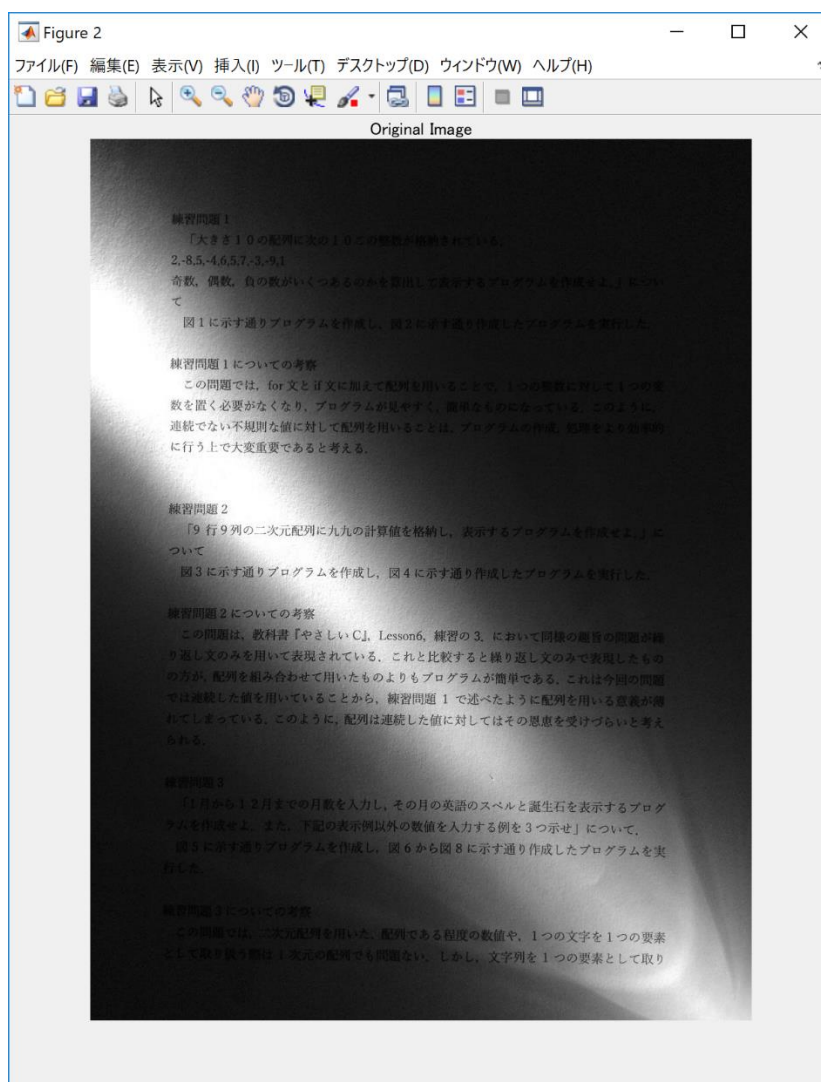 Figure 2
ファイル(F) 編集(E) 表示(V) 挿入(I) ツール(T) デスクトップ(D) ウィンドウ(W) ヘルプ(H)
Original Image
練習問題1
「大きさ10の配列に次の10この整数が格納されている.
2,-8,5,-4,6,5,7,-3,-9,1
奇数,偶数,負の数がいくつあるのかを算出して表示するプログラムを作成せよ.」につい
て
図1に示す通りプログラムを作成し,図2に示す通り作成したプログラムを実行した.
練習問題1についての考察
この問題では,for 文と if 文に加えて配列を用いることで,1つの整数に対して1つの変
数を置く必要がなくなり,プログラムが見やすく,簡単なものになっている.このように,
連続でない不規則な値に対して配列を用いることは,プログラムの作成,処理をより効率的
に行う上で大変重要であると考える.
練習問題2
「9 行 9 列の二次元配列に九九の計算値を格納し,表示するプログラムを作成せよ.」に
ついて
図3に示す通りプログラムを作成し,図4に示す通り作成したプログラムを実行した.
練習問題2についての考察
この問題は,教科書『やさしいC』,Lesson6,練習の3,において同様の趣旨の問題が繰
り返し文のみを用いて表現されている.これと比較すると繰り返し文のみで表現したもの
の方が,配列を組み合わせて用いたものよりもプログラムが簡単である.これは今回の問題
では連続した値を用いていることから,練習問題 1 で述べたように配列を用いる意義が薄
れてしまっている.このように,配列は連続した値に対してはその恩恵を受けづらいと考え
られる.
練習問題3
「1月から12月までの月数を入力し,その月の英語のスペルと誕生石を表示するプログ
ラムを作成せよ.また,下記の表示例以外の数値を入力する例を3つ示せ」について,
図5に示す通りプログラムを作成し,図6から図8に示す通り作成したプログラムを実
行した.
練習問題3についての考察
この問題では,二次元配列を用いた.配列である程度の数値や,1つの文字を1つの要素
として取り扱う際は1次元の配列でも問題ない.しかし,文字列を1つの要素として取り